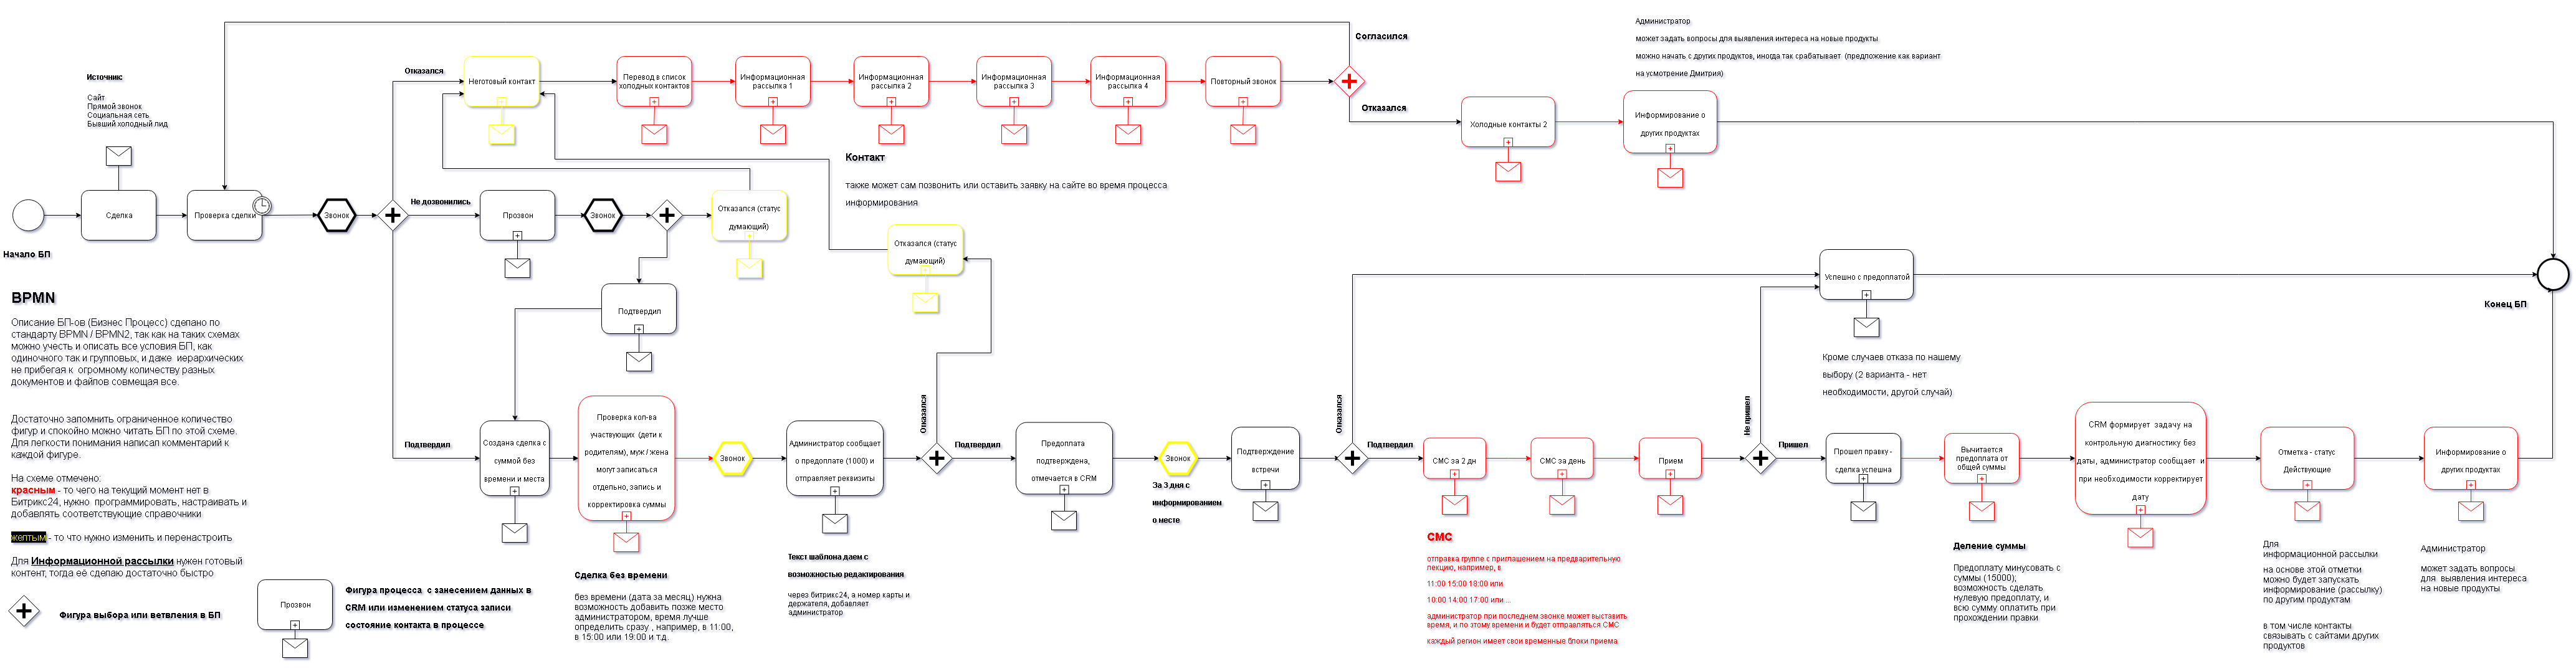 Источник
Сайт
Прямой звонок
Социальная сеть
Бывший холодный лид
Начало БП
Сделка
Проверка сделки
Звонок
Отказался
Не дозвонились
Подтвердил
Неготовый контакт
Перевод в список
холодных контактов
Информационная
рассылка 1
Информационная
рассылка 2
Информационная
рассылка 3
Информационная
рассылка 4
Повторный звонок
Согласился
Отказался
Холодные контакты 2
Информирование о
других продуктах
Администратор
может задать вопросы для выявления интереса на новые продукты
можно начать с других продуктов, иногда так срабатывает (предложение как вариант
на усмотрение Дмитрия)
Прозвон
Звонок
Отказался (статус
думающий)
Контакт
также может сам позвонить или оставить заявку на сайте во время процесса
информирования
Отказался (статус
думающий)
Подтвердил
Успешно с предоплатой
Кроме случаев отказа по нашему
выбору (2 варианта - нет
необходимости, другой случай)
Конец БП
BPMN
Описание БП-ов (Бизнес Процесс) сделано по
стандарту BPMN / BPMN2, так как на таких схемах
можно учесть и описать все условия БП, как
одиночного так и групповых, и даже иерархических
не прибегая к огромному количеству разных
документов и файлов совмещая все.
Достаточно запомнить ограниченное количество
фигур и спокойно можно читать БП по этой схеме.
Для легкости понимания написал комментарий к
каждой фигуре.
На схеме отмечено:
красным - то чего на текущий момент нет в
Битрикс24, нужно программировать, настраивать и
добавлять соответствующие справочники
желтым - то что нужно изменить и перенастроить
Для Информационной рассылки нужен готовый
контент, тогда её сделаю достаточно быстро
Фигура выбора или ветвления в БП
Прозвон
Фигура процесса с занесением данных в
CRM или изменением статуса записи
состояние контакта в процессе
Создана сделка с
суммой без
времени и места
Проверка кол-ва
участвующих (дети к
родителям), муж / жена
могут записаться
отдельно, запись и
корректировка суммы
Звонок
Администратор сообщает
о предоплате (1000) и
отправляет реквизиты
Отказался
Подтвердил
Предоплата
подтверждена,
отмечается в CRM
Звонок
За 3 дня с
информированием
о месте
Подтверждение
встречи
Отказался
Подтвердил
СМС за 2 дн
СМС за день
Прием
Не пришел
Пришел
Прошел правку -
сделка успешна
Вычитается
предоплата от
общей суммы
CRM формирует задачу на
контрольную диагностику без
даты, администратор сообщает и
при необходимости корректирует
дату
Отметка - статус
Действующие
Информирование о
других продуктах
Сделка без времени
без времени (дата за месяц) нужна
возможность добавить позже место
администратором, время лучше
определить сразу , например, в 11:00,
в 15:00 или 19:00 и т.д.
Текст шаблона даем с
возможностью редактирования
через битрикс24, а номер карты и
держателя, добавляет
администратор
СМС
отправка группе с приглашением на предварительную
лекцию, например, в
11:00 15:00 18:00 или
10:00 14:00 17:00 или...
администратор при последнем звонке может выставить
время, и по этому времени и будет отправляться СМС
каждый регион имеет свои временные блоки приема
Деление суммы
Предоплату минусовать с
суммы (15000),
возможность сделать
нулевую предоплату, и
всю сумму оплатить при
прохождении правки
Для
информационной рассылки
на основе этой отметки
можно будет запускать
информирование (рассылку)
по другим продуктам
в том числе контакты
связывать с сайтами других
продуктов
Администратор
может задать вопросы
для выявления интереса
на новые продукты